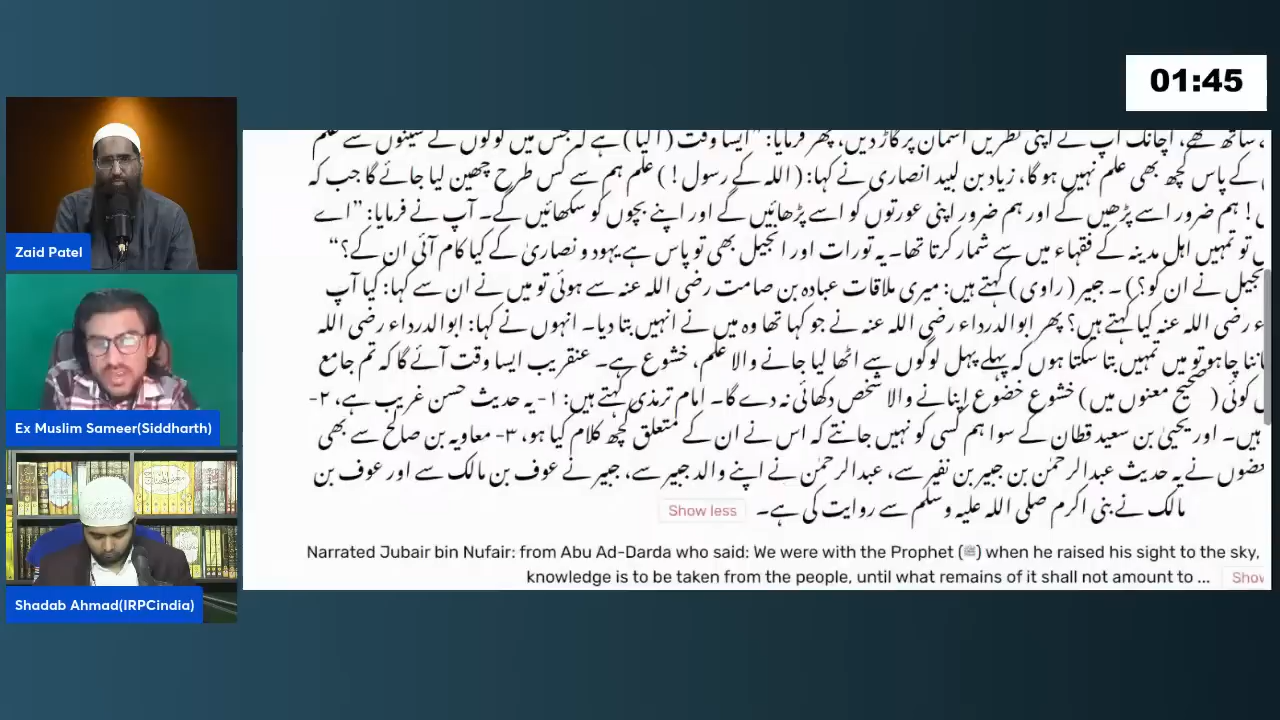 01:45
Zaid Patel
Ex Muslim Sameer(Siddharth)
Shadab Ahmad(IRPCindia)
ساتھ تھے، اچانک آپ نے اپنی نظریں آسمان پر گاڑ دیں، پھر فرمایا: ”ایسا وقت ( آ گیا ) ہے کہ جس میں لوگوں کے سینوں سے علم
کے پاس کچھ بھی علم نہیں ہو گا، زیاد بن لبید انصاری نے کہا: ( اللہ کے رسول ! ) علم ہم سے کس طرح چھین لیا جائے گا جب کہ
! ہم ضرور اسے پڑھیں گے اور ہم ضرور اپنی عورتوں کو اسے پڑھائیں گے اور اپنے بچوں کو سکھائیں گے۔ آپ نے فرمایا: ”اے
تو تمہیں اہل مدینہ کے فقہاء میں سے شمار کرتا تھا۔ یہ تورات اور انجیل بھی تو پاس ہے یہود و نصاریٰ کے کیا کام آئی ان کے؟“
نے ان کو؟ ) ۔ جبیر ( راوی ) کہتے ہیں: میری ملاقات عبادہ بن صامت رضی اللہ عنہ سے ہوئی تو میں نے ان سے کہا: کیا آپ
رضی اللہ عنہ کیا کہتے ہیں؟ پھر ابوالدرداء رضی اللہ عنہ نے جو کہا تھا وہ میں نے انہیں بتا دیا۔ انہوں نے کہا: ابوالدرداء رضی اللہ
چاہو تو میں تمہیں بتا سکتا ہوں کہ پہلے پہل لوگوں سے اٹھا لیا جانے والا علم، خشوع ہے۔ عنقریب ایسا وقت آئے گا کہ تم جامع
کوئی ( صحیح معنوں میں ) خشوع خضوع اپنانے والا شخص دکھائی نہ دے گا۔ امام ترمذی کہتے ہیں: ۱- یہ حدیث حسن غریب ہے، ۲-
ہیں۔ اور یحییٰ بن سعید قطان کے سوا ہم کسی کو نہیں جانتے کہ اس نے ان کے متعلق کچھ کلام کیا ہو، ۳- معاویہ بن صالح سے بھی
نے یہ حدیث عبدالرحمٰن بن جبیر بن نفیر سے، عبدالرحمٰن نے اپنے والد جبیر سے، جبیر نے عوف بن مالک سے اور عوف بن
مالک نے بنی اکرم صلی اللہ علیہ وسلم سے روایت کی ہے۔ Show less
Narrated Jubair bin Nufair: from Abu Ad-Darda who said: We were with the Prophet (ﷺ) when he raised his sight to the sky,
knowledge is to be taken from the people, until what remains of it shall not amount to ...